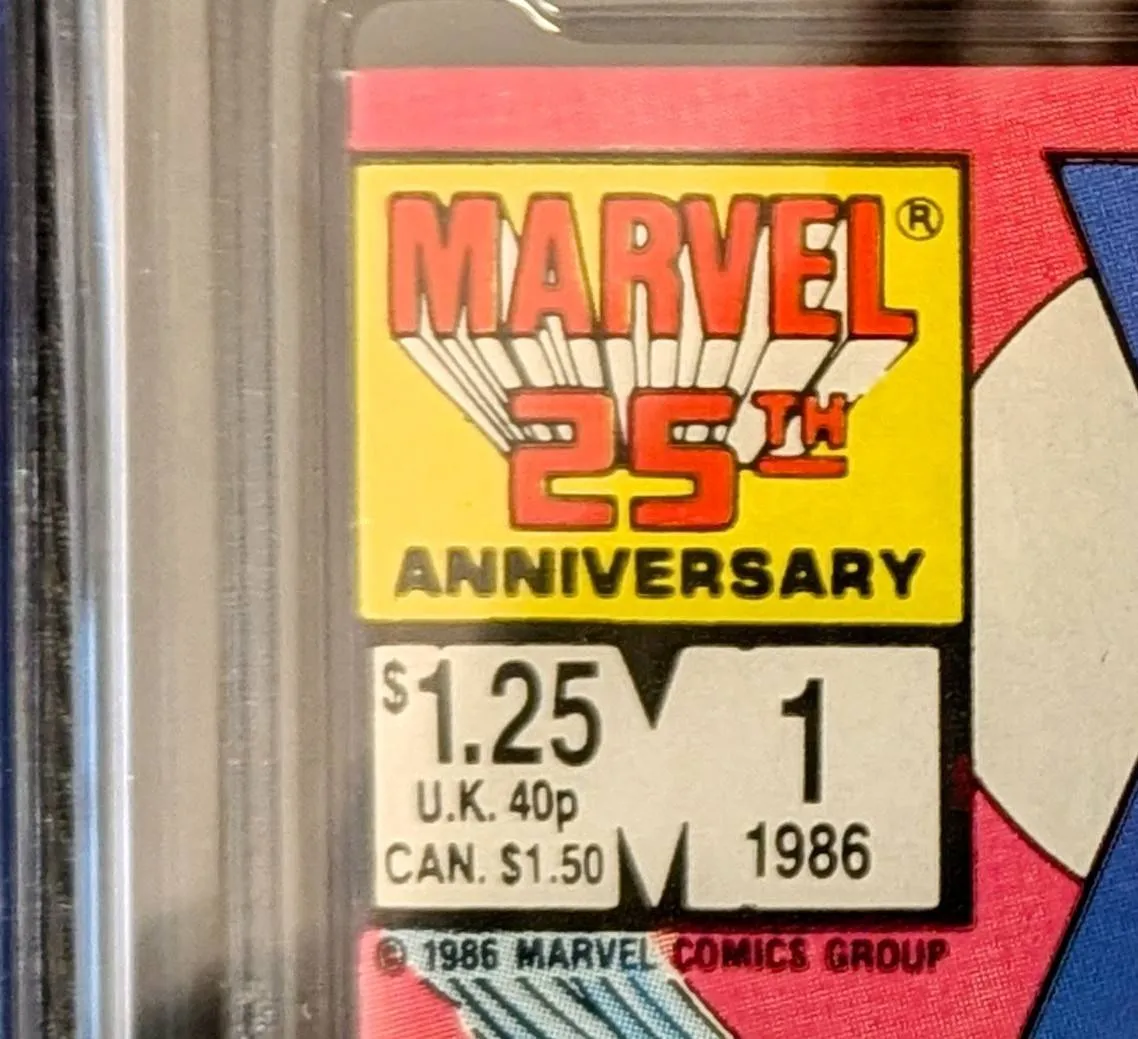 MARVEL®
25TH
ANNIVERSARY
$1.25
U.K. 40p
CAN. $1.50
1
1986
© 1986 MARVEL COMICS GROUP